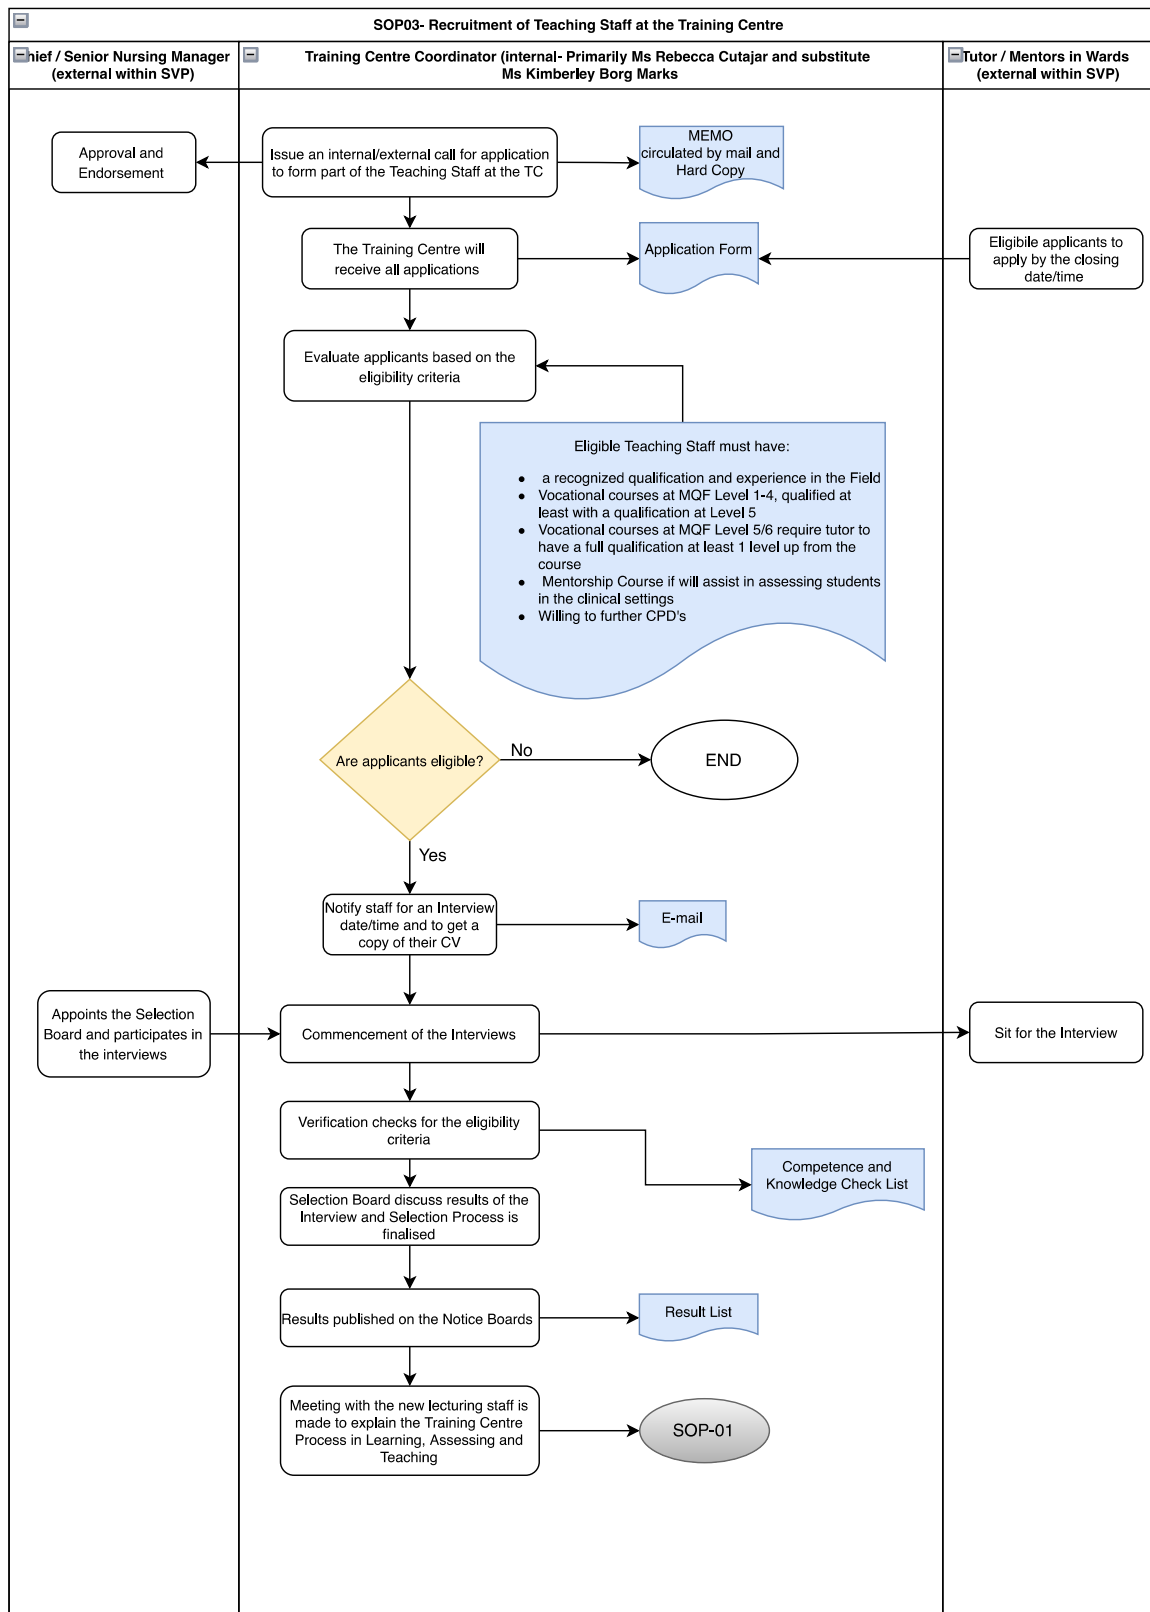 SOP03- Recruitment of Teaching Staff at the Training Centre
hief / Senior Nursing Manager
(external within SVP)
Training Centre Coordinator (internal- Primarily Ms Rebecca Cutajar and substitute
Ms Kimberley Borg Marks
Tutor / Mentors in Wards
(external within SVP)
Approval and
Endorsement
Issue an internal/external call for application
to form part of the Teaching Staff at the TC
MEMO
circulated by mail and
Hard Copy
The Training Centre will
receive all applications
Application Form
Eligibile applicants to
apply by the closing
date/time
Evaluate applicants based on the
eligibility criteria
Eligible Teaching Staff must have:
● a recognized qualification and experience in the Field
● Vocational courses at MQF Level 1-4, qualified at
least with a qualification at Level 5
● Vocational courses at MQF Level 5/6 require tutor to
have a full qualification at least 1 level up from the
course
● Mentorship Course if will assist in assessing students
in the clinical settings
● Willing to further CPD's
Are applicants eligible?
No
END
Yes
Notify staff for an Interview
date/time and to get a
copy of their CV
E-mail
Appoints the Selection
Board and participates in
the interviews
Commencement of the Interviews
Sit for the Interview
Verification checks for the eligibility
criteria
Competence and
Knowledge Check List
Selection Board discuss results of the
Interview and Selection Process is
finalised
Results published on the Notice Boards
Result List
Meeting with the new lecturing staff is
made to explain the Training Centre
Process in Learning, Assessing and
Teaching
SOP-01